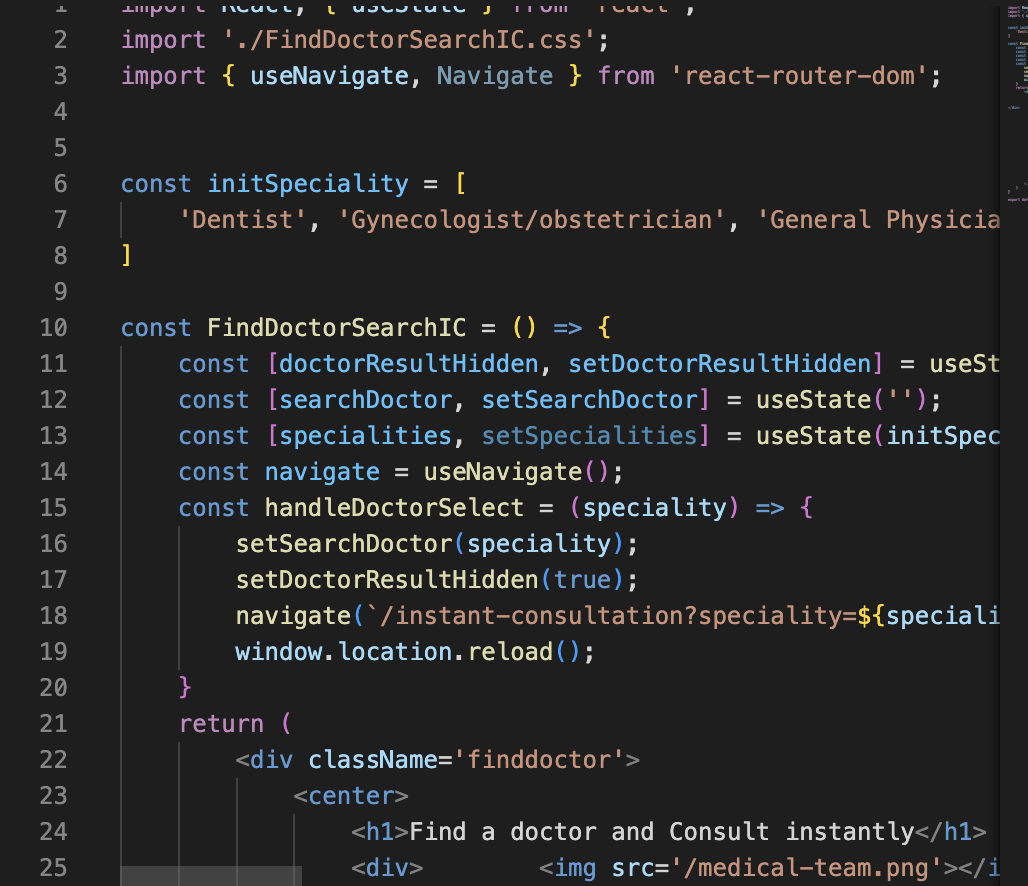 1 import React, { useState } from 'react';
2 import './FindDoctorSearchIC.css';
3 import { useNavigate, Navigate } from 'react-router-dom';
4
5
6 const initSpeciality = [
7     'Dentist', 'Gynecologist/obstetrician', 'General Physicia
8 ]
9
10 const FindDoctorSearchIC = () => {
11     const [doctorResultHidden, setDoctorResultHidden] = useSt
12     const [searchDoctor, setSearchDoctor] = useState('');
13     const [specialities, setSpecialities] = useState(initSpec
14     const navigate = useNavigate();
15     const handleDoctorSelect = (speciality) => {
16         setSearchDoctor(speciality);
17         setDoctorResultHidden(true);
18         navigate(`/instant-consultation?speciality=${speciali
19         window.location.reload();
20     }
21     return (
22         <div className='finddoctor'>
23             <center>
24                 <h1>Find a doctor and Consult instantly</h1>
25                 <div>        <img src='/medical-team.png'></i